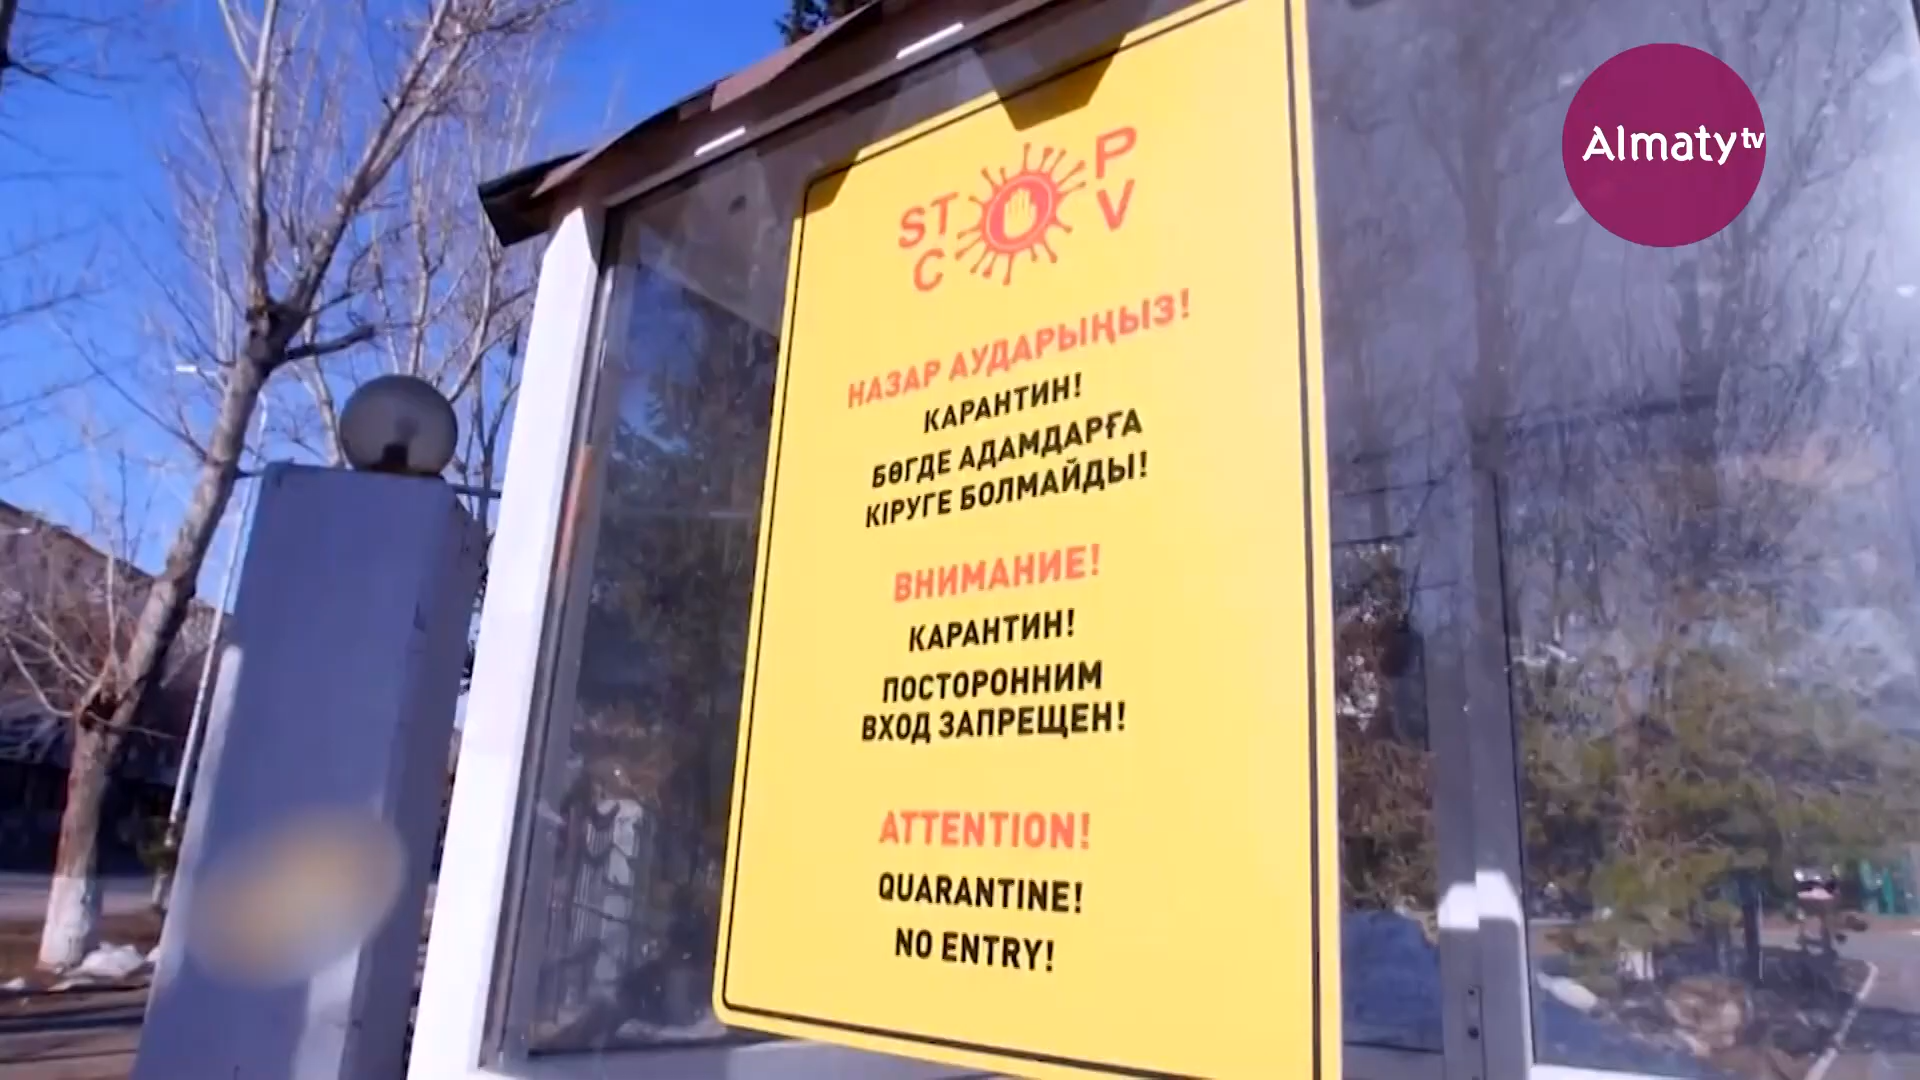 Almaty tv
ST P
C V
НАЗАР АУДАРЫҢЫЗ!
КАРАНТИН!
БӨГДЕ АДАМДАРҒА
КІРУГЕ БОЛМАЙДЫ!
ВНИМАНИЕ!
КАРАНТИН!
ПОСТОРОННИМ
ВХОД ЗАПРЕЩЕН!
ATTENTION!
QUARANTINE!
NO ENTRY!